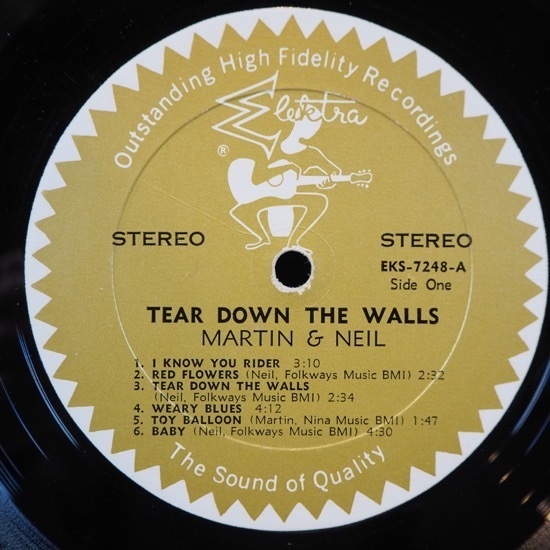 Outstanding High Fidelity Recordings
Elektra
®
STEREO STEREO
EKS-7248-A
Side One
TEAR DOWN THE WALLS
MARTIN & NEIL
1. I KNOW YOU RIDER 3:10
2. RED FLOWERS (Neil, Folkways Music BMI) 2:32
3. TEAR DOWN THE WALLS
(Neil, Folkways Music BMI) 2:34
4. WEARY BLUES 4:12
5. TOY BALLOON (Martin, Nina Music BMI) 1:47
6. BABY (Neil, Folkways Music BMI) 4:30
The Sound of Quality